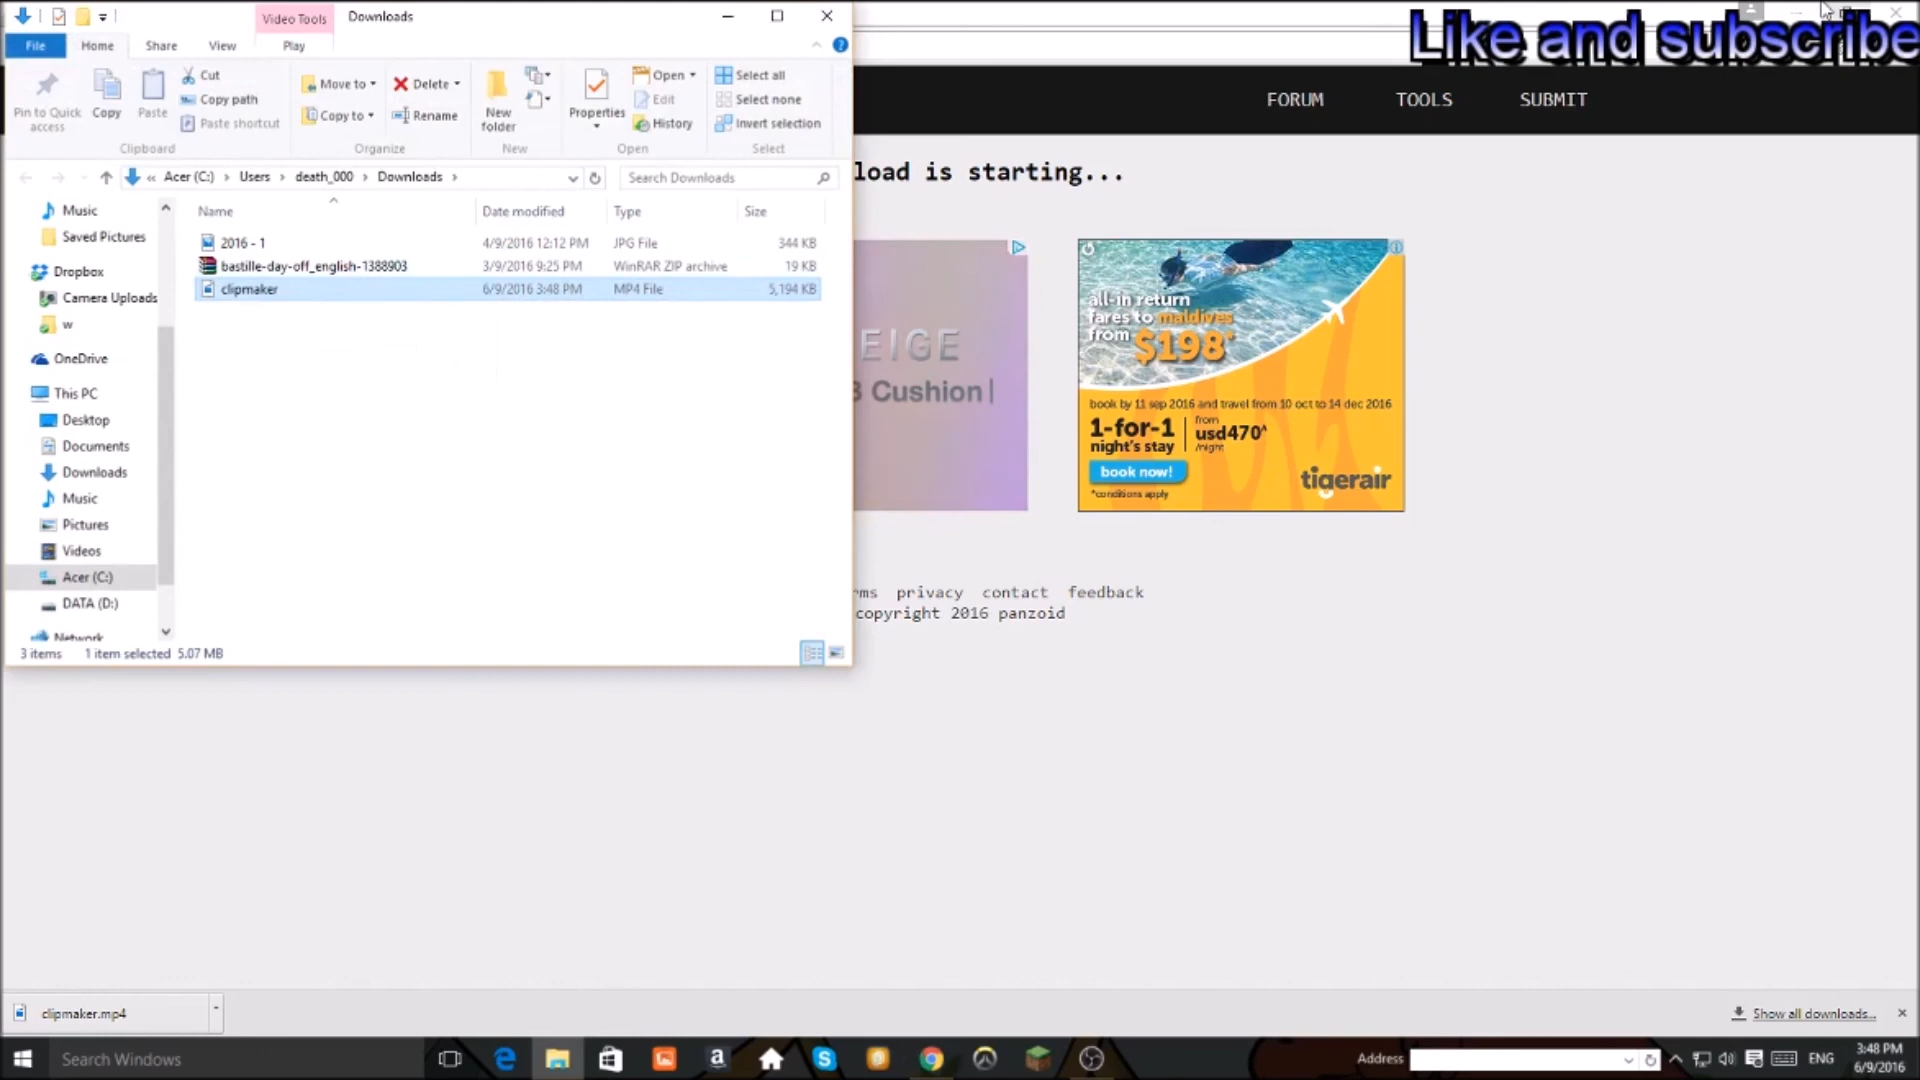 Video Tools
Downloads
Like and subscribe
File
Home
Share
View
Play
Pin to Quick access
Copy
Paste
Cut
Copy path
Paste shortcut
Clipboard
Move to
Copy to
Delete
Rename
Organize
New folder
New
Properties
Open
Edit
History
Open
Select all
Select none
Invert selection
Select
FORUM
TOOLS
SUBMIT
« Acer (C:) › Users › death_000 › Downloads ›
Search Downloads
load is starting...
Name
Date modified
Type
Size
2016 - 1
4/9/2016 12:12 PM
JPG File
344 KB
bastille-day-off_english-1388903
3/9/2016 9:25 PM
WinRAR ZIP archive
19 KB
clipmaker
6/9/2016 3:48 PM
MP4 File
5,194 KB
Music
Saved Pictures
Dropbox
Camera Uploads
w
OneDrive
This PC
Desktop
Documents
Downloads
Music
Pictures
Videos
Acer (C:)
DATA (D:)
Network
3 items
1 item selected 5.07 MB
EIGE
Cushion
all-in return
fares to maldives
from $198*
book by 11 sep 2016 and travel from 10 oct to 14 dec 2016
1-for-1
night's stay
from
usd470^
/night
book now!
*conditions apply
tigerair
rms privacy contact feedback
copyright 2016 panzoid
clipmaker.mp4
Show all downloads...
Search Windows
Address
ENG
3:48 PM
6/9/2016